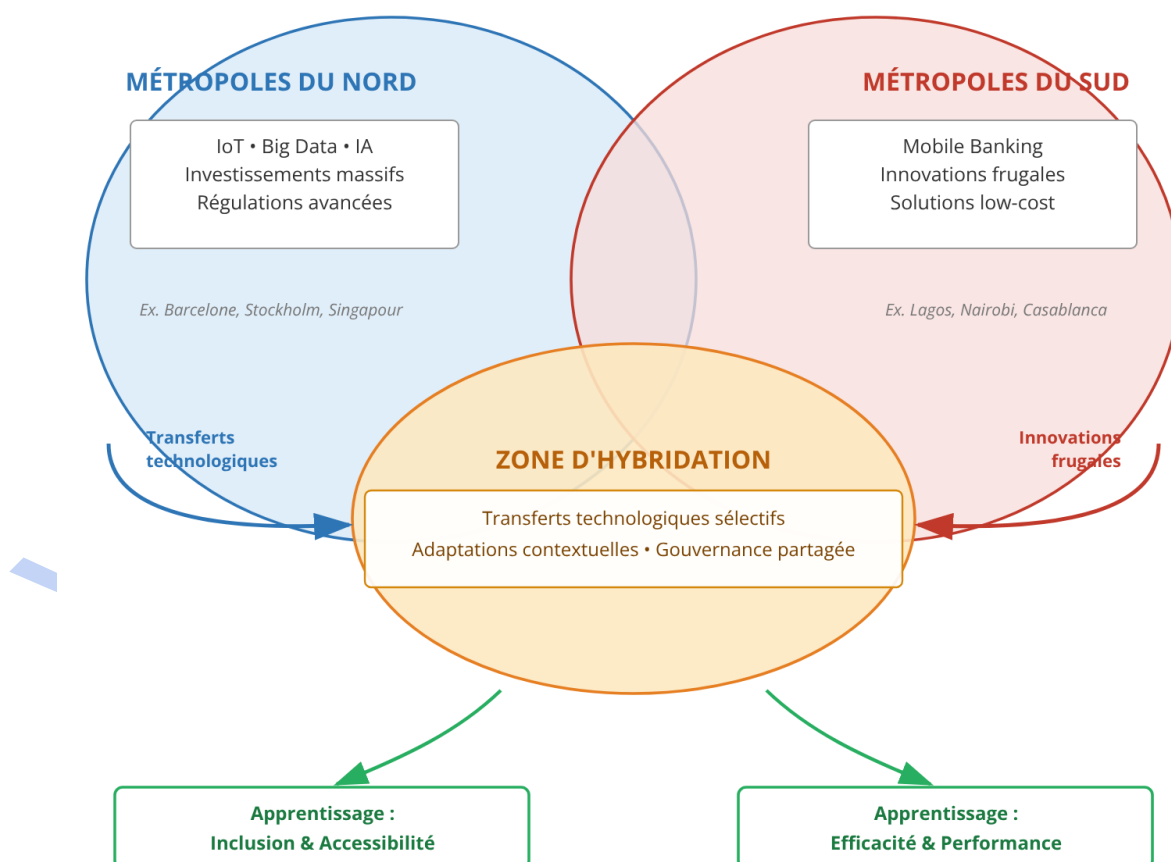 MÉTROPOLES DU NORD
IoT • Big Data • IA
Investissements massifs
Régulations avancées
Ex. Barcelone, Stockholm, Singapour
MÉTROPOLES DU SUD
Mobile Banking
Innovations frugales
Solutions low-cost
Ex. Lagos, Nairobi, Casablanca
Transferts
technologiques
Innovations
frugales
ZONE D'HYBRIDATION
Transferts technologiques sélectifs
Adaptations contextuelles • Gouvernance partagée
Apprentissage :
Inclusion & Accessibilité
Apprentissage :
Efficacité & Performance